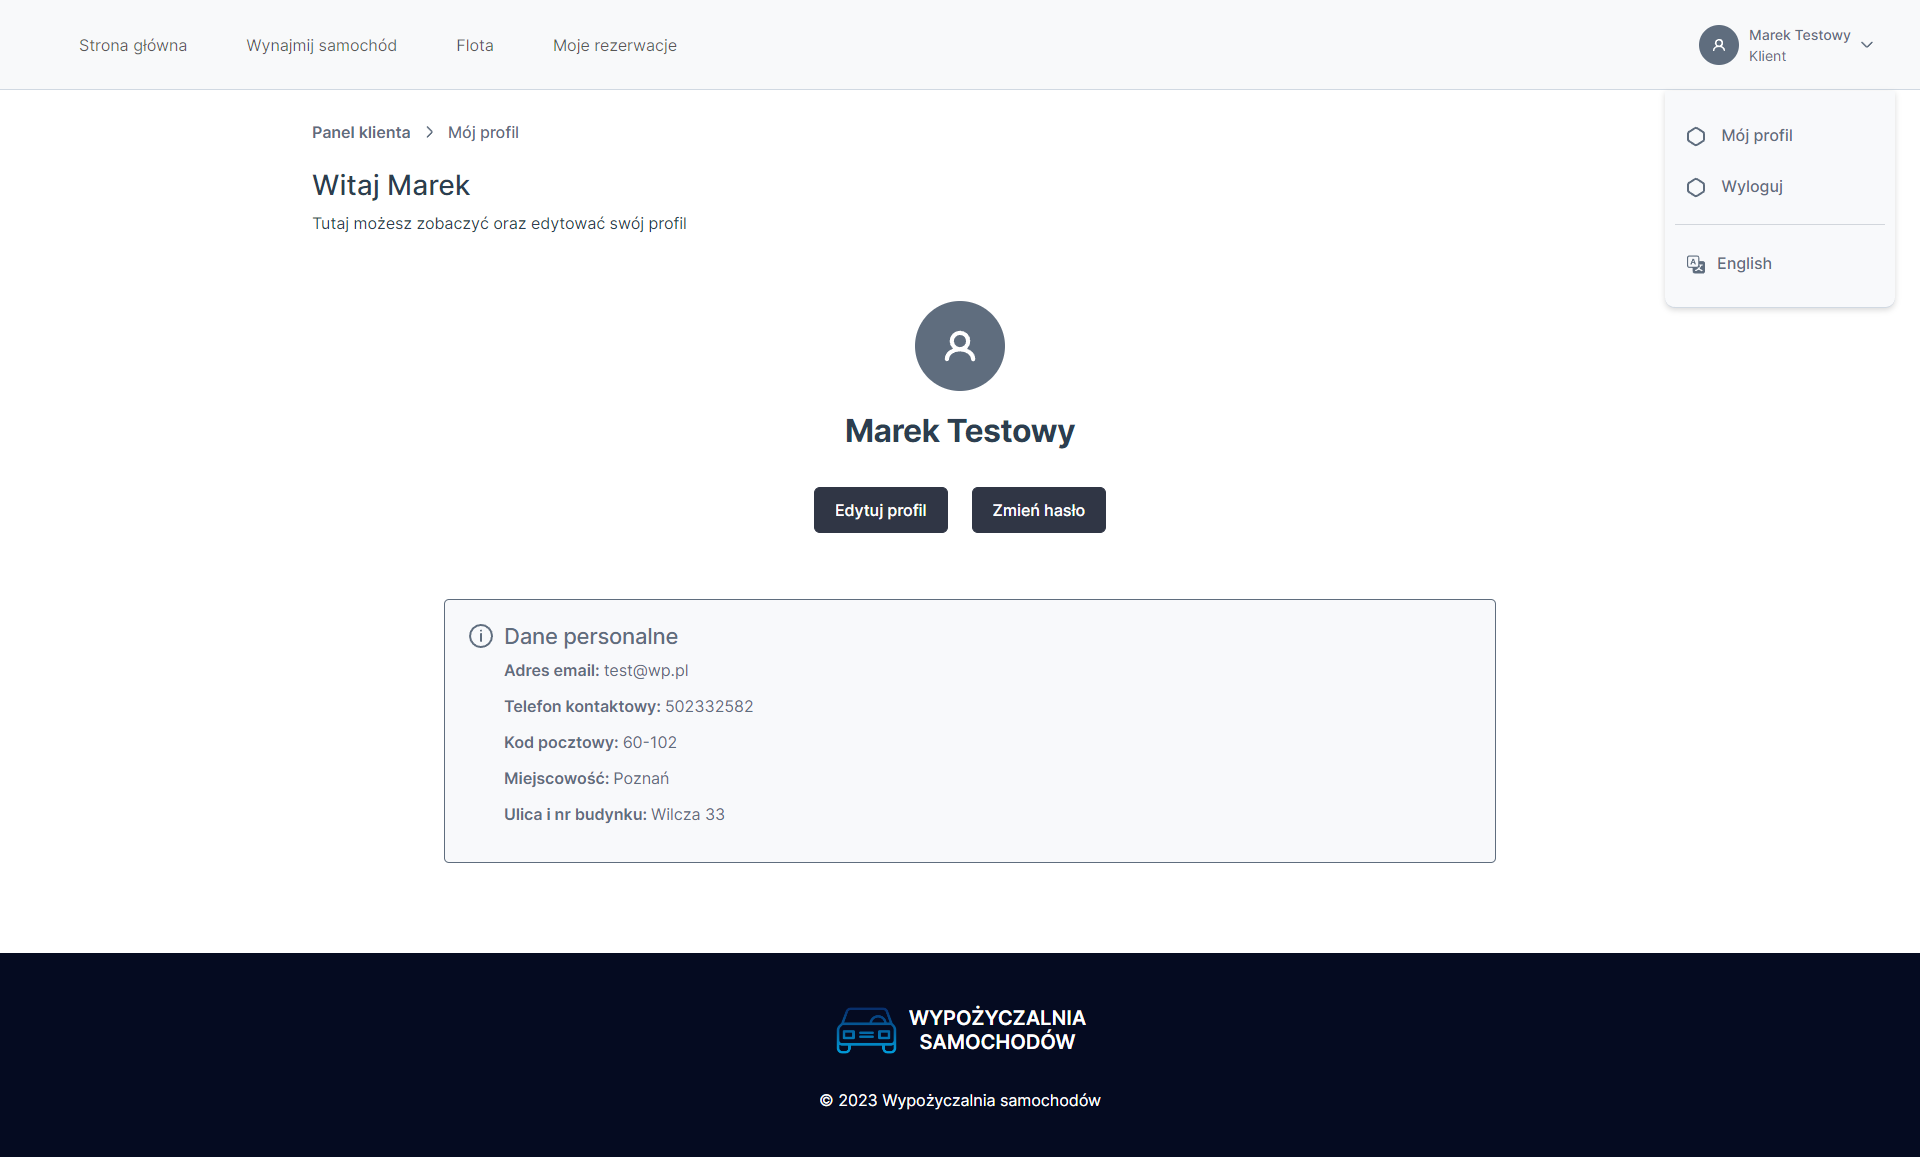 Strona główna
Wynajmij samochód
Flota
Moje rezerwacje
Marek Testowy
Klient
Mój profil
Wyloguj
English
Panel klienta > Mój profil
Witaj Marek
Tutaj możesz zobaczyć oraz edytować swój profil
Marek Testowy
Edytuj profil
Zmień hasło
Dane personalne
Adres email: test@wp.pl
Telefon kontaktowy: 502332582
Kod pocztowy: 60-102
Miejscowość: Poznań
Ulica i nr budynku: Wilcza 33
WYPOŻYCZALNIA
SAMOCHODÓW
© 2023 Wypożyczalnia samochodów